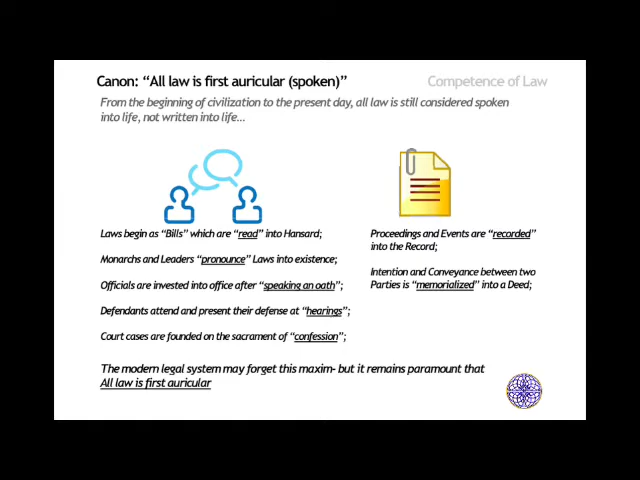 Canon: “All law is first auricular (spoken)”
Competence of Law
From the beginning of civilization to the present day, all law is still considered spoken
into life, not written into life…
Laws begin as “Bills” which are “read” into Hansard;
Monarchs and Leaders “pronounce” Laws into existence;
Officials are invested into office after “speaking an oath”;
Defendants attend and present their defense at “hearings”;
Court cases are founded on the sacrament of “confession”;
Proceedings and Events are “recorded”
into the Record;
Intention and Conveyance between two
Parties is “memorialized” into a Deed;
The modern legal system may forget this maxim- but it remains paramount that
All law is first auricular